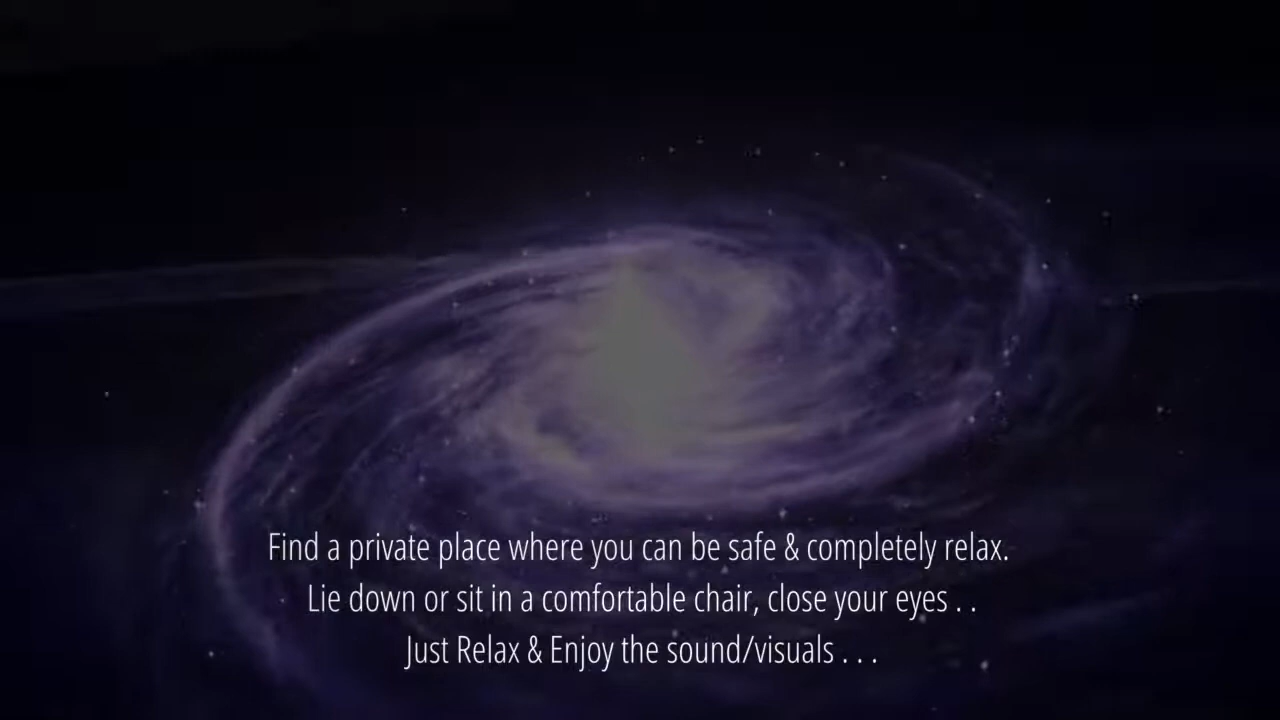 Find a private place where you can be safe & completely relax.
Lie down or sit in a comfortable chair, close your eyes . .
Just Relax & Enjoy the sound/visuals . . .